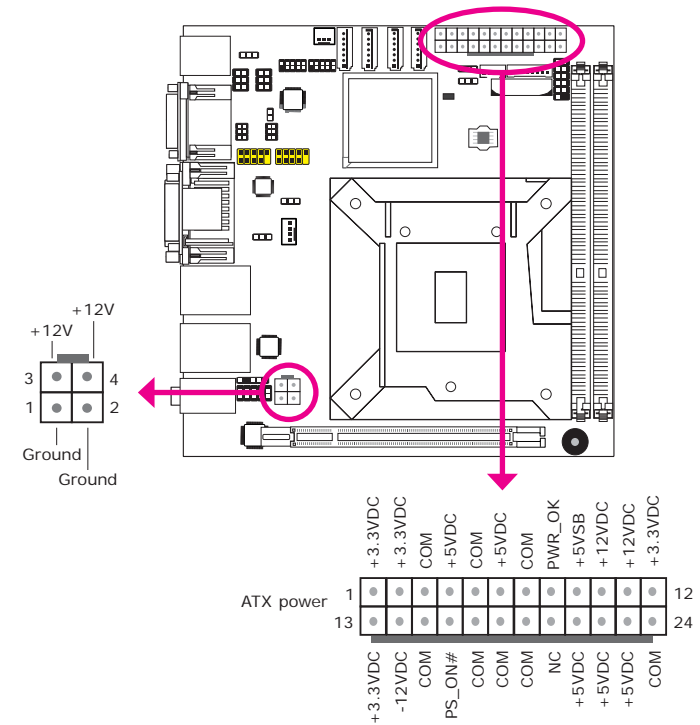 +12V
+12V
3
4
1
2
Ground
Ground
+3.3VDC
+3.3VDC
COM
+5VDC
COM
+5VDC
COM
PWR_OK
+5VSB
+12VDC
+12VDC
+3.3VDC
ATX power
1
12
13
24
+3.3VDC
-12VDC
COM
PS_ON#
COM
COM
COM
NC
+5VDC
+5VDC
+5VDC
COM